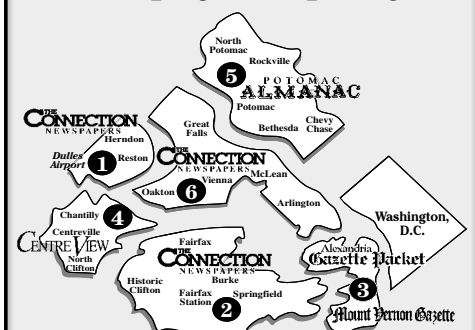 North
Potomac
Rockville
5
POTOMAC
ALMANAC
Potomac
Bethesda
Chevy
Chase
THE
CONNECTION
NEWSPAPERS
Herndon
Dulles
Airport
1
Reston
Great
Falls
THE
CONNECTION
NEWSPAPERS
Vienna
McLean
Oakton
6
Arlington
Chantilly
4
Centreville
CENTRE VIEW
North
Clifton
Washington,
D.C.
Fairfax
THE
CONNECTION
NEWSPAPERS
Burke
Historic
Clifton
Fairfax
Station
Springfield
2
Alexandria
Gazette Packet
3
Mount Vernon Gazette